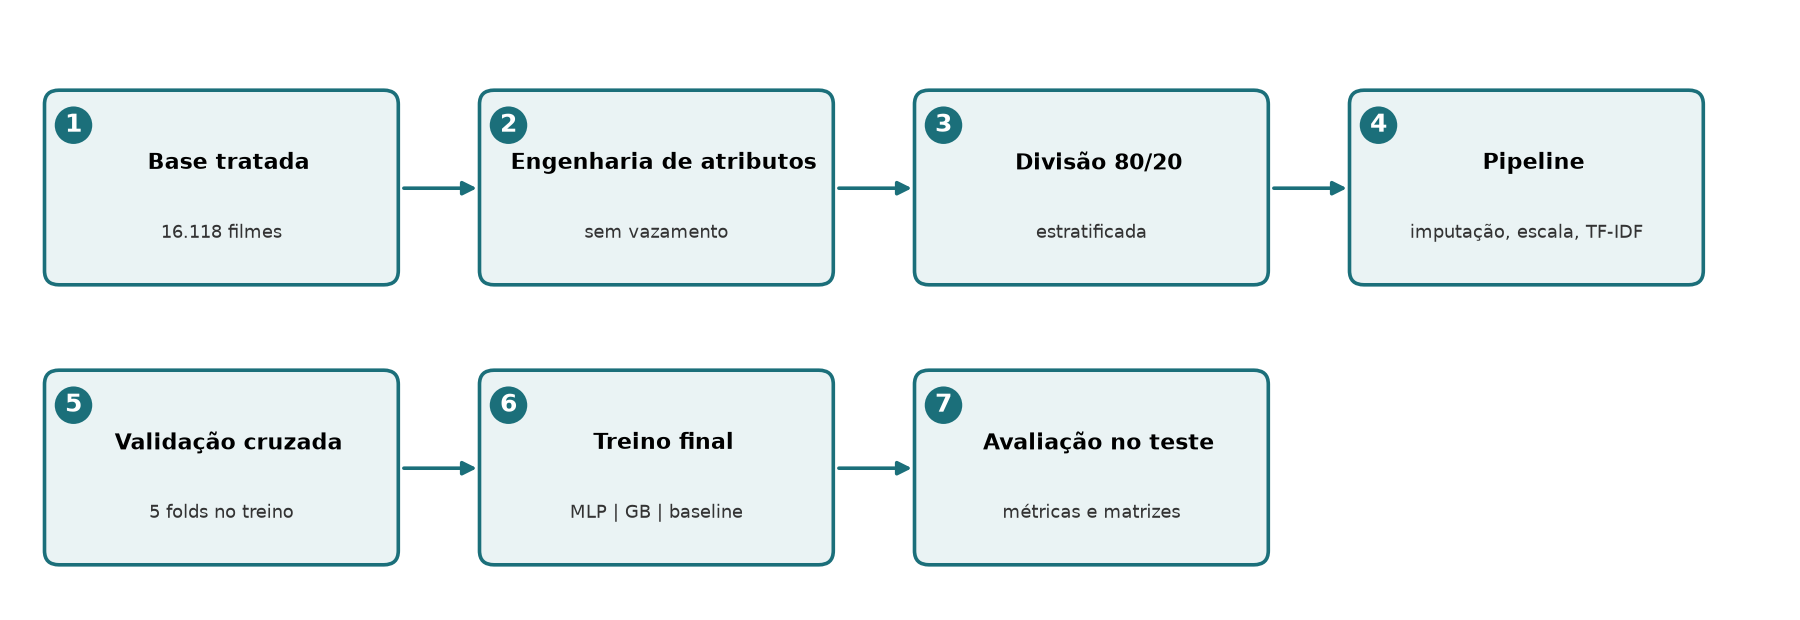 1
Base tratada
16.118 filmes
2
Engenharia de atributos
sem vazamento
3
Divisão 80/20
estratificada
4
Pipeline
imputação, escala, TF-IDF
5
Validação cruzada
5 folds no treino
6
Treino final
MLP | GB | baseline
7
Avaliação no teste
métricas e matrizes